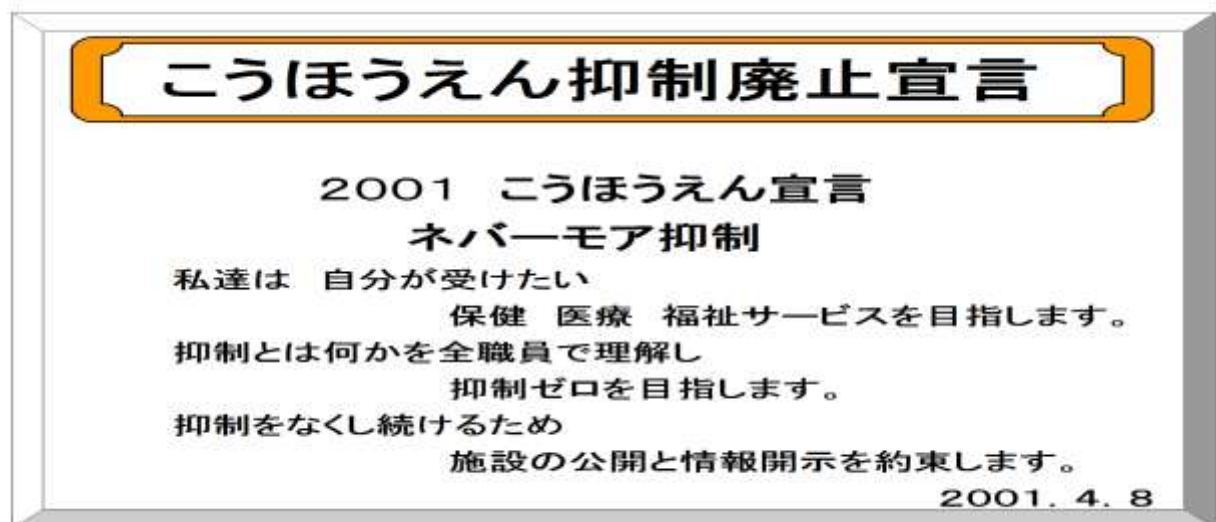 こうほうえん抑制廃止宣言
2001 こうほうえん宣言
ネバーモア抑制
私達は 自分が受けたい
保健 医療 福祉サービスを目指します。
抑制とは何かを全職員で理解し
抑制ゼロを目指します。
抑制をなくし続けるため
施設の公開と情報開示を約束します。
2001. 4. 8